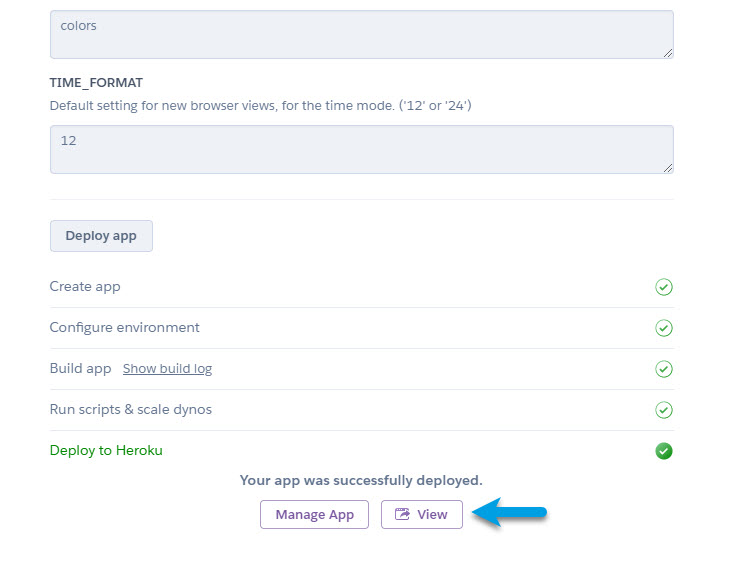 colors
TIME_FORMAT
Default setting for new browser views, for the time mode. ('12' or '24')
12
Deploy app
Create app
Configure environment
Build app Show build log
Run scripts & scale dynos
Deploy to Heroku
Your app was successfully deployed.
Manage App View